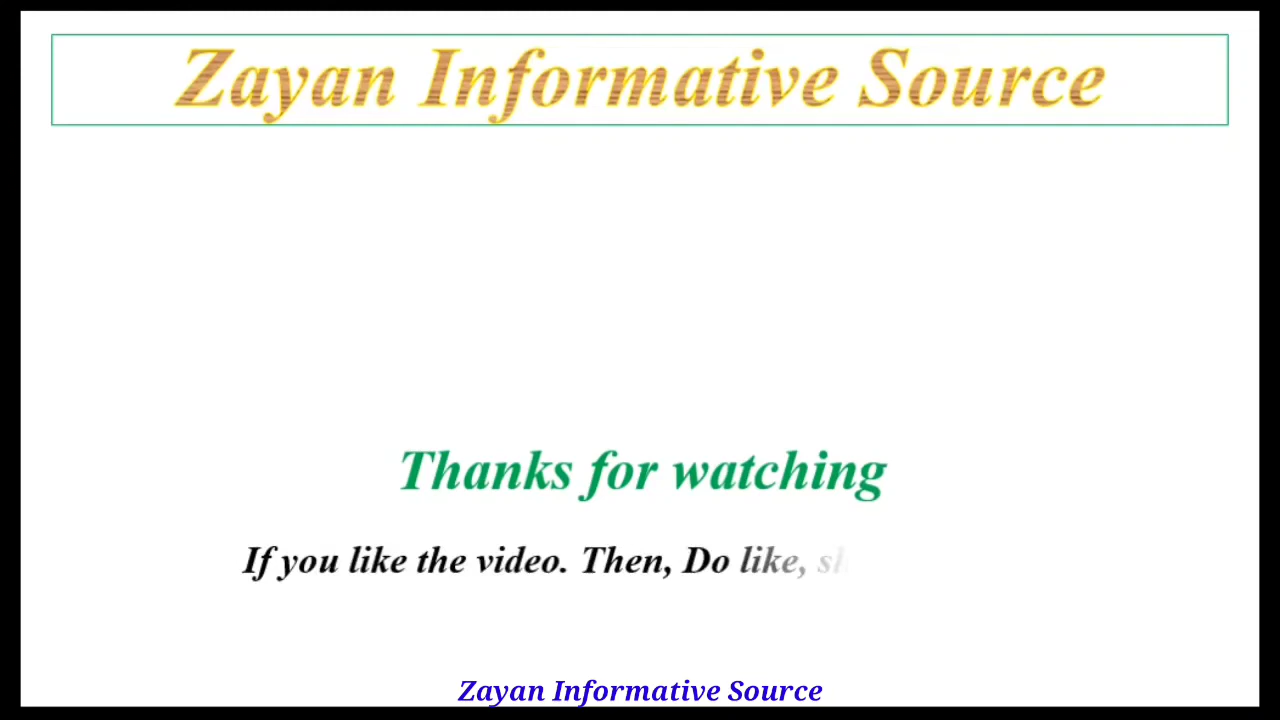 Zayan Informative Source
Thanks for watching
If you like the video. Then, Do like,
Zayan Informative Source